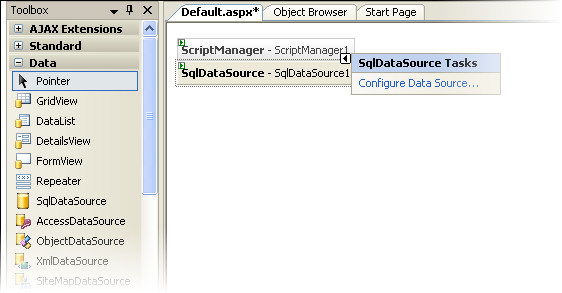 Toolbox
AJAX Extensions
Standard
Data
Pointer
GridView
DataList
DetailsView
FormView
Repeater
SqlDataSource
AccessDataSource
ObjectDataSource
XmlDataSource
SiteMapDataSource
Default.aspx* Object Browser Start Page
ScriptManager - ScriptManager1
SqlDataSource - SqlDataSource1
SqlDataSource Tasks
Configure Data Source...